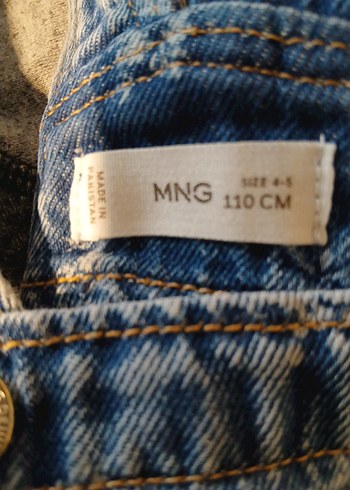 MADE IN
PAKISTAN
MNG
SIZE 4-5
110 CM